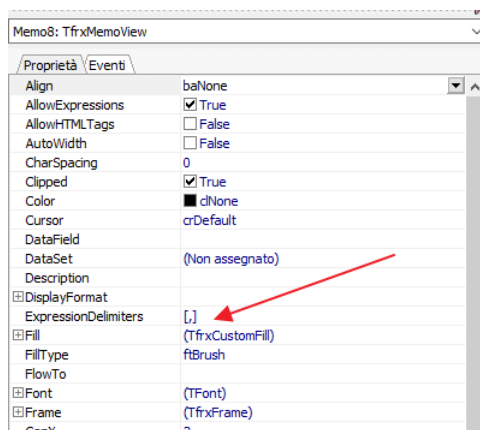 Memo8: TfrxMemoView
Proprietà Eventi
Align baNone
AllowExpressions True
AllowHTMLTags False
AutoWidth False
CharSpacing 0
Clipped True
Color clNone
Cursor crDefault
DataField
DataSet (Non assegnato)
Description
DisplayFormat
ExpressionDelimiters [,]
Fill (TfrxCustomFill)
FillType ftBrush
FlowTo
Font (TFont)
Frame (TfrxFrame)